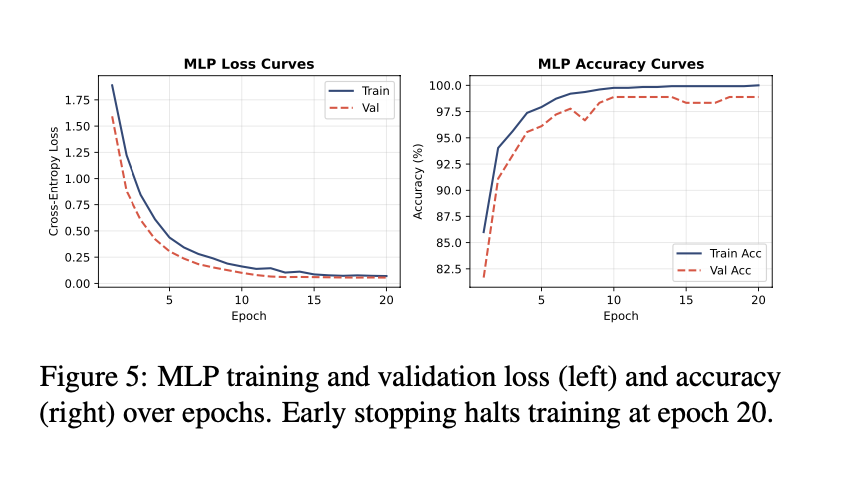 MLP Loss Curves
Cross-Entropy Loss
1.75
1.50
1.25
1.00
0.75
0.50
0.25
0.00
5
10
15
20
Epoch
Train
Val
MLP Accuracy Curves
Accuracy (%)
100.0
97.5
95.0
92.5
90.0
87.5
85.0
82.5
5
10
15
20
Epoch
Train Acc
Val Acc
Figure 5: MLP training and validation loss (left) and accuracy
(right) over epochs. Early stopping halts training at epoch 20.